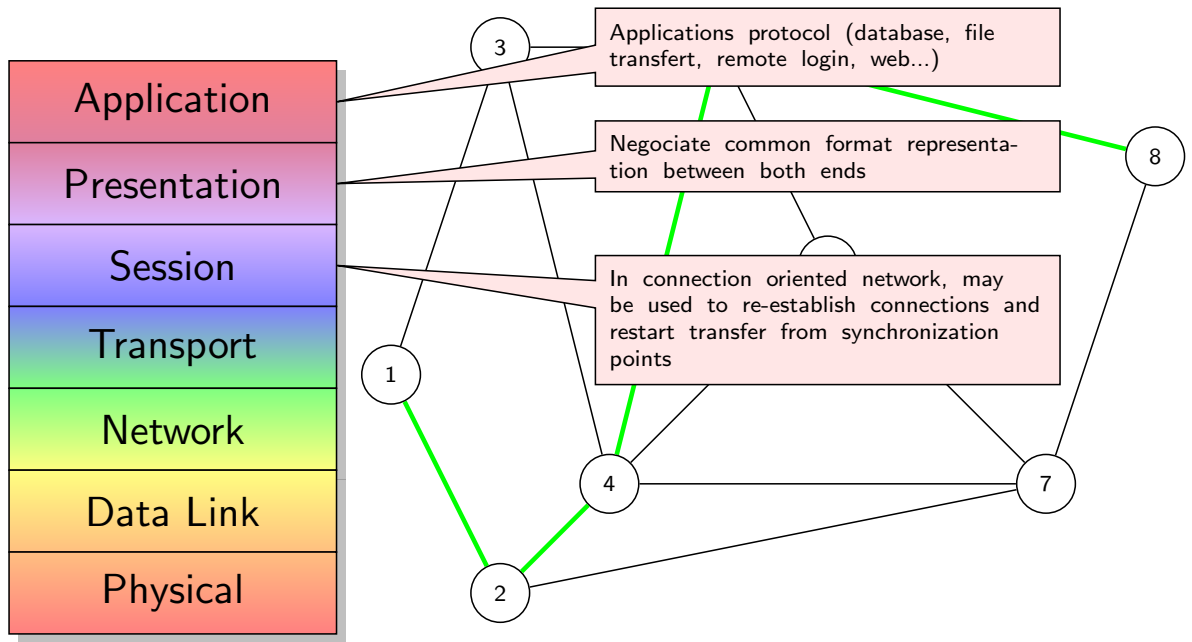 Application
Presentation
Session
Transport
Network
Data Link
Physical
Applications protocol (database, file
transfert, remote login, web...)
Negociate common format representa-
tion between both ends
In connection oriented network, may
be used to re-establish connections and
restart transfer from synchronization
points
3
8
1
4
7
2